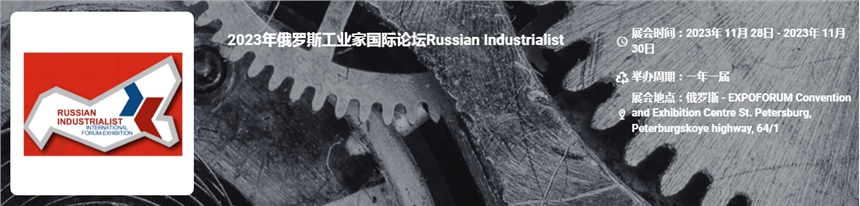 2023年俄罗斯工业家国际论坛Russian Industrialist
RUSSIAN
INDUSTRIALIST
INTERNATIONAL
FORUM-EXHIBITION
展会时间：2023年 11月 28日 - 2023年 11月
30日
举办周期：一年一届
展会地点：俄罗斯 - EXPOFORUM Convention
and Exhibition Centre St. Petersburg,
Peterburgskoye highway, 64/1